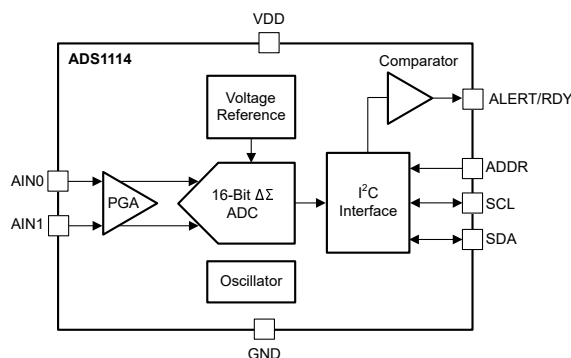 VDD
ADS1114
Comparator
Voltage
Reference
ALERT/RDY
AIN0
PGA
16-Bit ΔΣ
ADC
I²C
Interface
ADDR
SCL
AIN1
SDA
Oscillator
GND